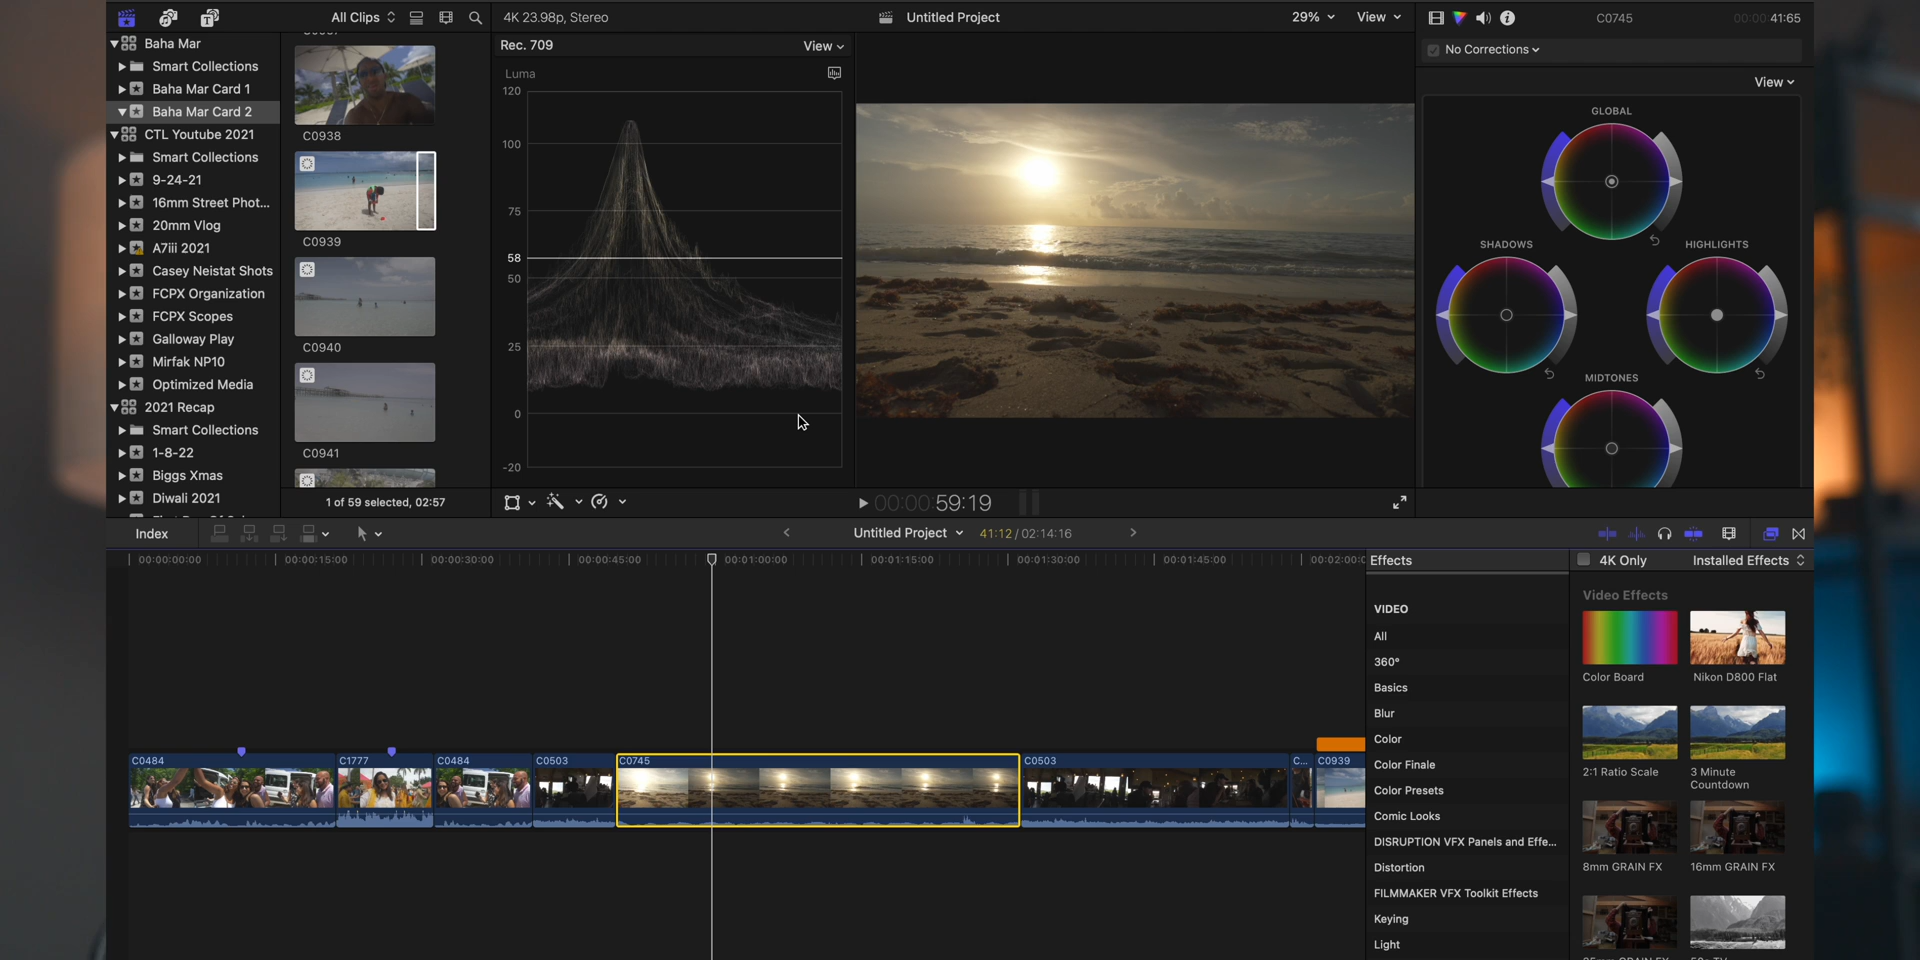 All Clips
4K 23.98p, Stereo
Untitled Project
29%
View
C0745
00:00:41:65
Baha Mar
Smart Collections
Baha Mar Card 1
Baha Mar Card 2
CTL Youtube 2021
Smart Collections
9-24-21
16mm Street Phot...
20mm Vlog
A7iii 2021
Casey Neistat Shots
FCPX Organization
FCPX Scopes
Galloway Play
Mirfak NP10
Optimized Media
2021 Recap
Smart Collections
1-8-22
Biggs Xmas
Diwali 2021
C0938
C0939
C0940
C0941
1 of 59 selected, 02:57
Rec. 709
View
Luma
120
100
75
58
50
25
0
-20
No Corrections
View
GLOBAL
SHADOWS
HIGHLIGHTS
MIDTONES
00:00:59:19
Index
Untitled Project
41:12 / 02:14:16
00:00:00:00
00:00:15:00
00:00:30:00
00:00:45:00
00:01:00:00
00:01:15:00
00:01:30:00
00:01:45:00
00:02:00:0
C0484
C1777
C0484
C0503
C0745
C0503
C...
C0939
Effects
4K Only
Installed Effects
VIDEO
All
360°
Basics
Blur
Color
Color Finale
Color Presets
Comic Looks
DISRUPTION VFX Panels and Effe...
Distortion
FILMMAKER VFX Toolkit Effects
Keying
Light
Video Effects
Color Board
Nikon D800 Flat
2:1 Ratio Scale
3 Minute
Countdown
8mm GRAIN FX
16mm GRAIN FX